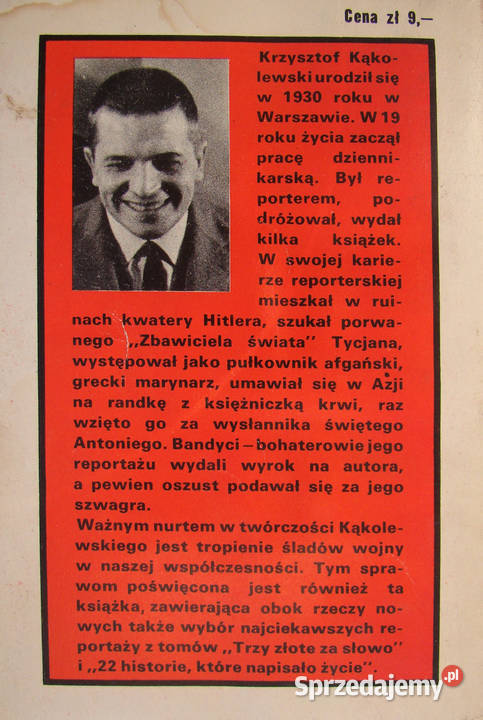 Cena zł 9,—
Krzysztof Kąko-
lewski urodził się
w 1930 roku w
Warszawie. W 19
roku życia zaczął
pracę dzienni-
karską. Był re-
porterem, po-
dróżował, wydał
kilka książek.
W swojej karie-
rze reporterskiej
mieszkał w rui-
nach kwatery Hitlera, szukał porwa-
nego „Zbawiciela świata" Tycjana,
występował jako pułkownik afgański,
grecki marynarz, umawiał się w Azji
na randkę z księżniczką krwi, raz
wzięto go za wysłannika świętego
Antoniego. Bandyci – bohaterowie jego
reportażu wydali wyrok na autora,
a pewien oszust podawał się za jego
szwagra.
Ważnym nurtem w twórczości Kąkole-
wskiego jest tropienie śladów wojny
w naszej współczesności. Tym spra-
wom poświęcona jest również ta
książka, zawierająca obok rzeczy no-
wych także wybór najciekawszych re-
portaży z tomów „Trzy złote za słowo"
i „22 historie, które napisało życie".
Sprzedajemy.pl